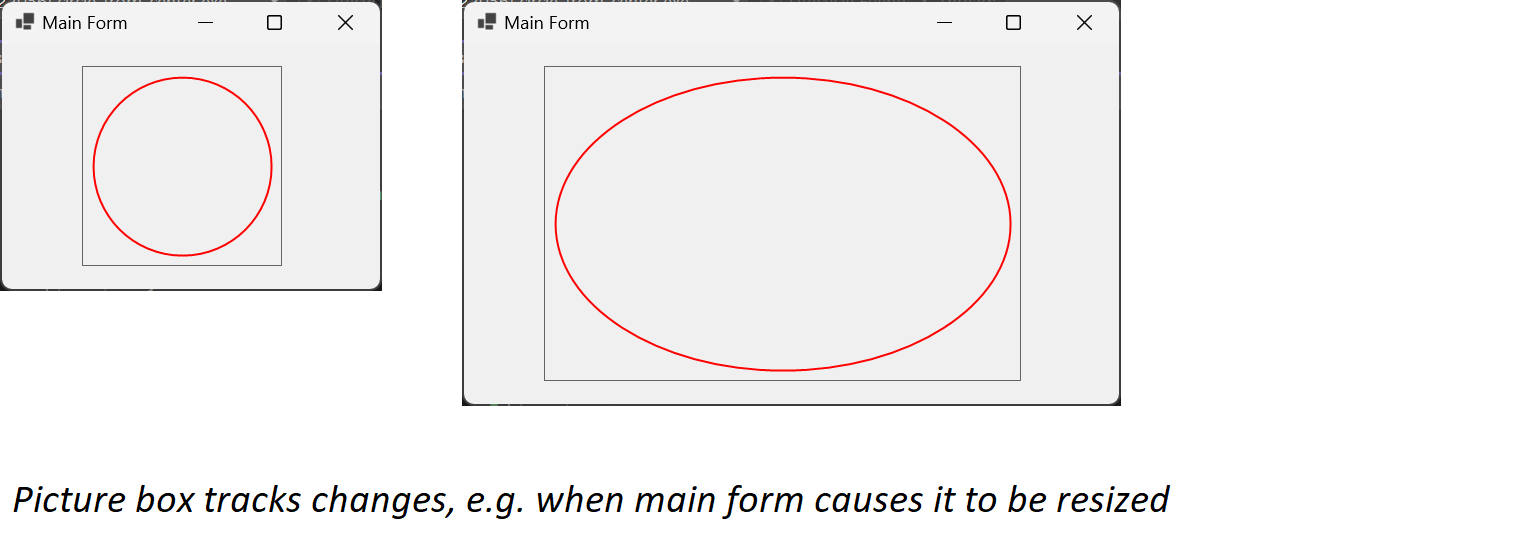 Main Form
Main Form
Picture box tracks changes, e.g. when main form causes it to be resized